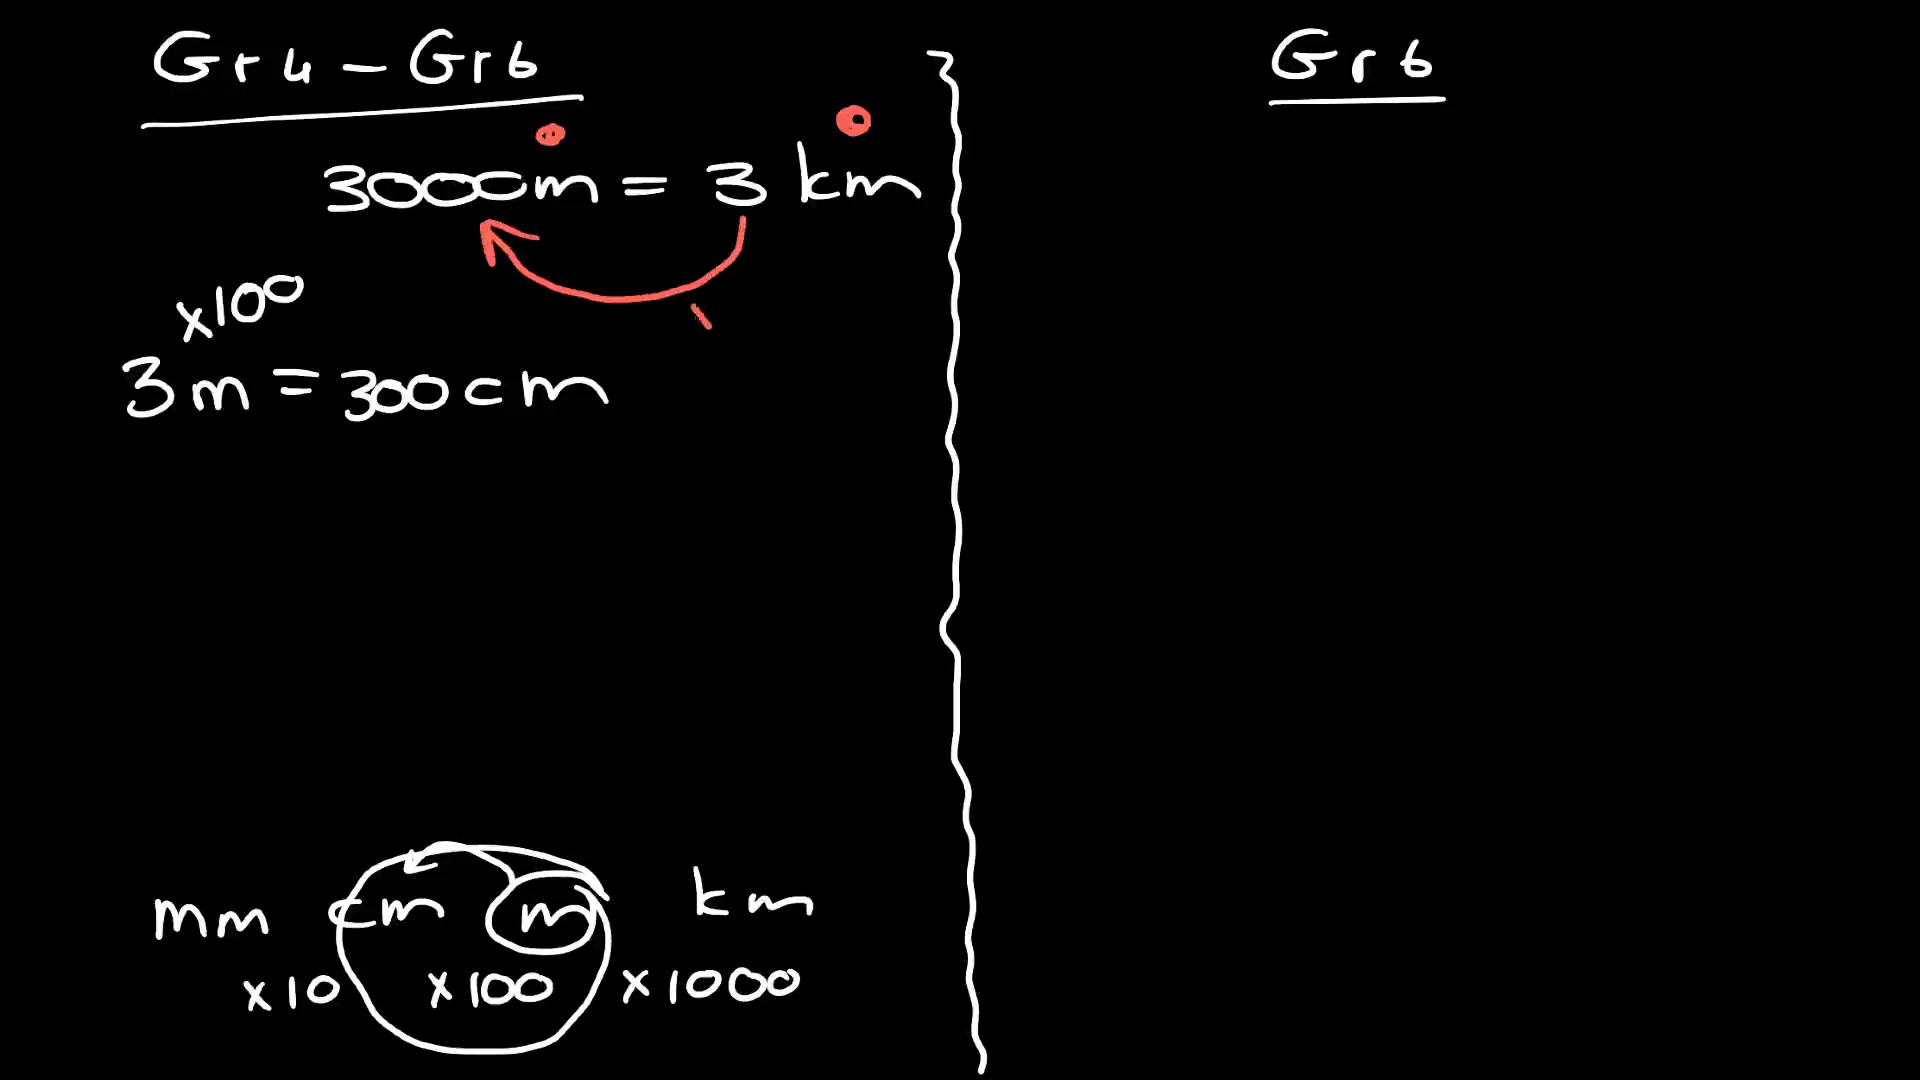 Gr4 - Gr6
3000m = 3 km
x100
3m = 300cm
mm cm m km
x10 x100 x1000
Gr6